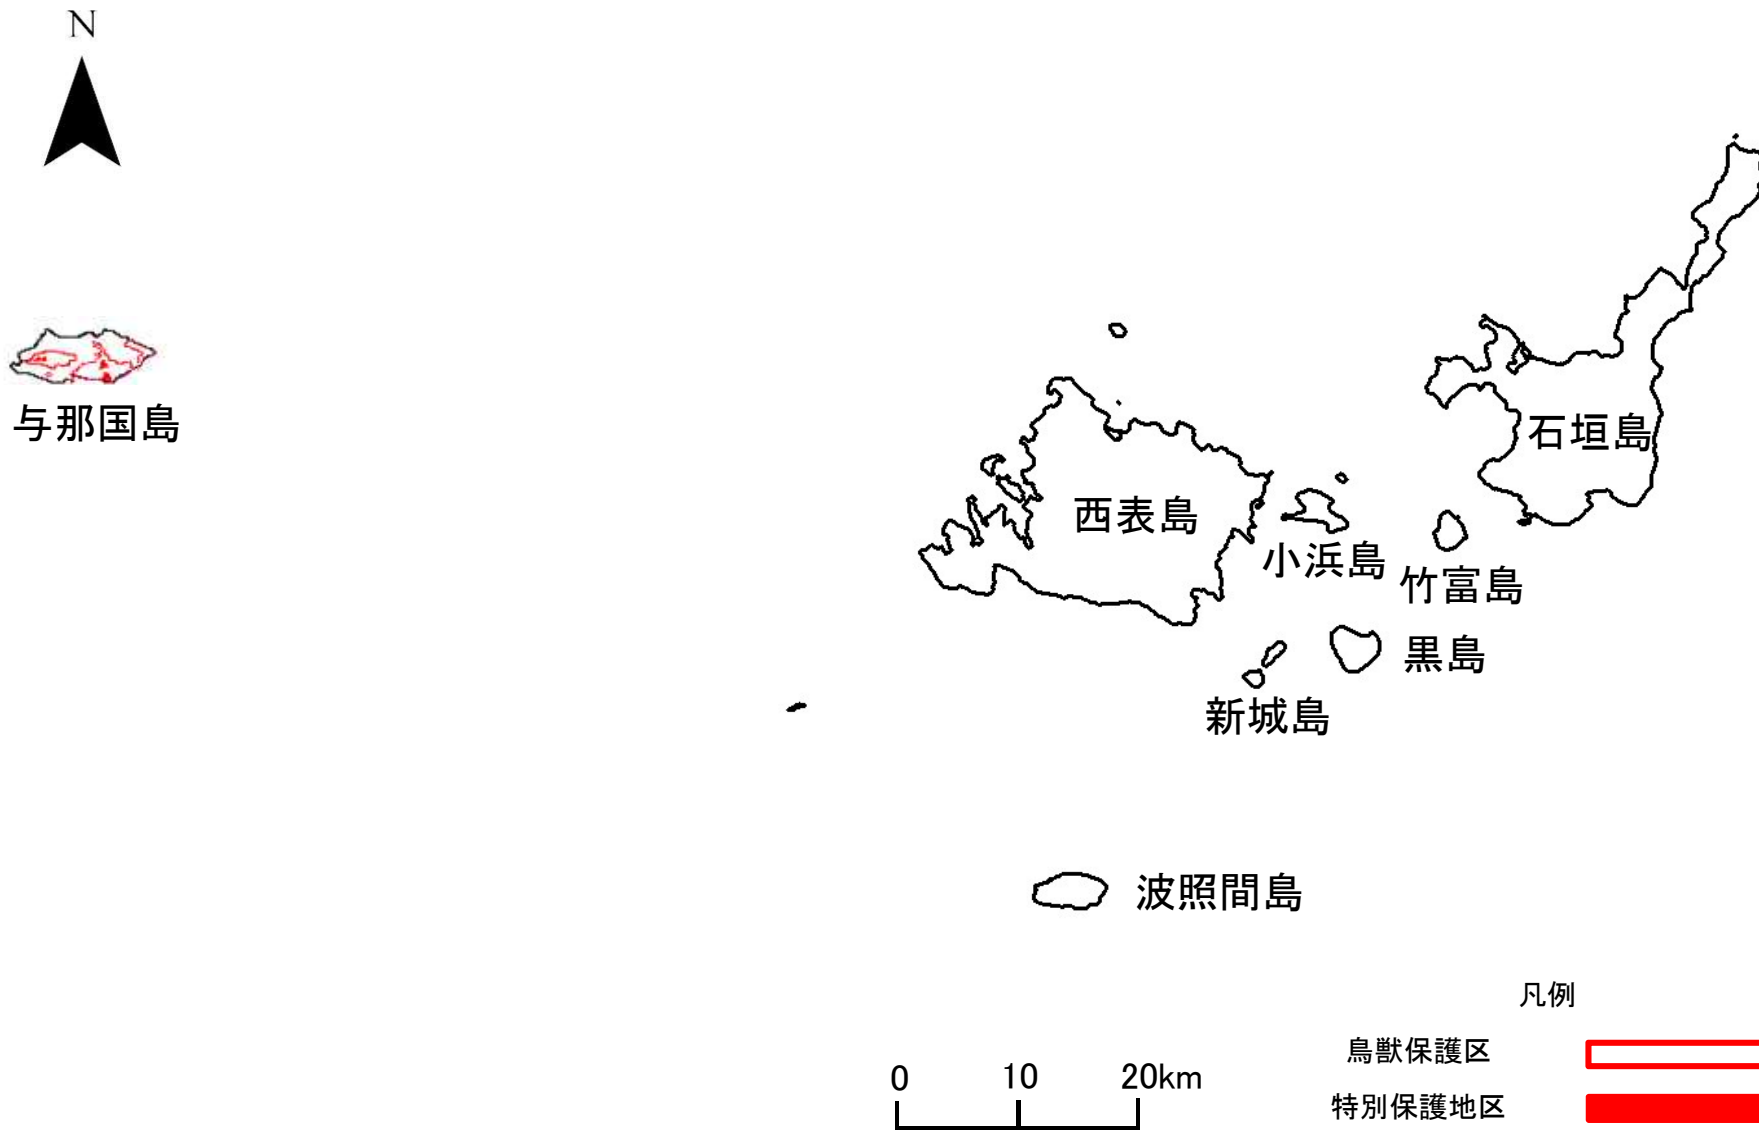 N
与那国島
石垣島
西表島
小浜島
竹富島
黒島
新城島
波照間島
凡例
鳥獣保護区
特別保護地区
0 10 20km